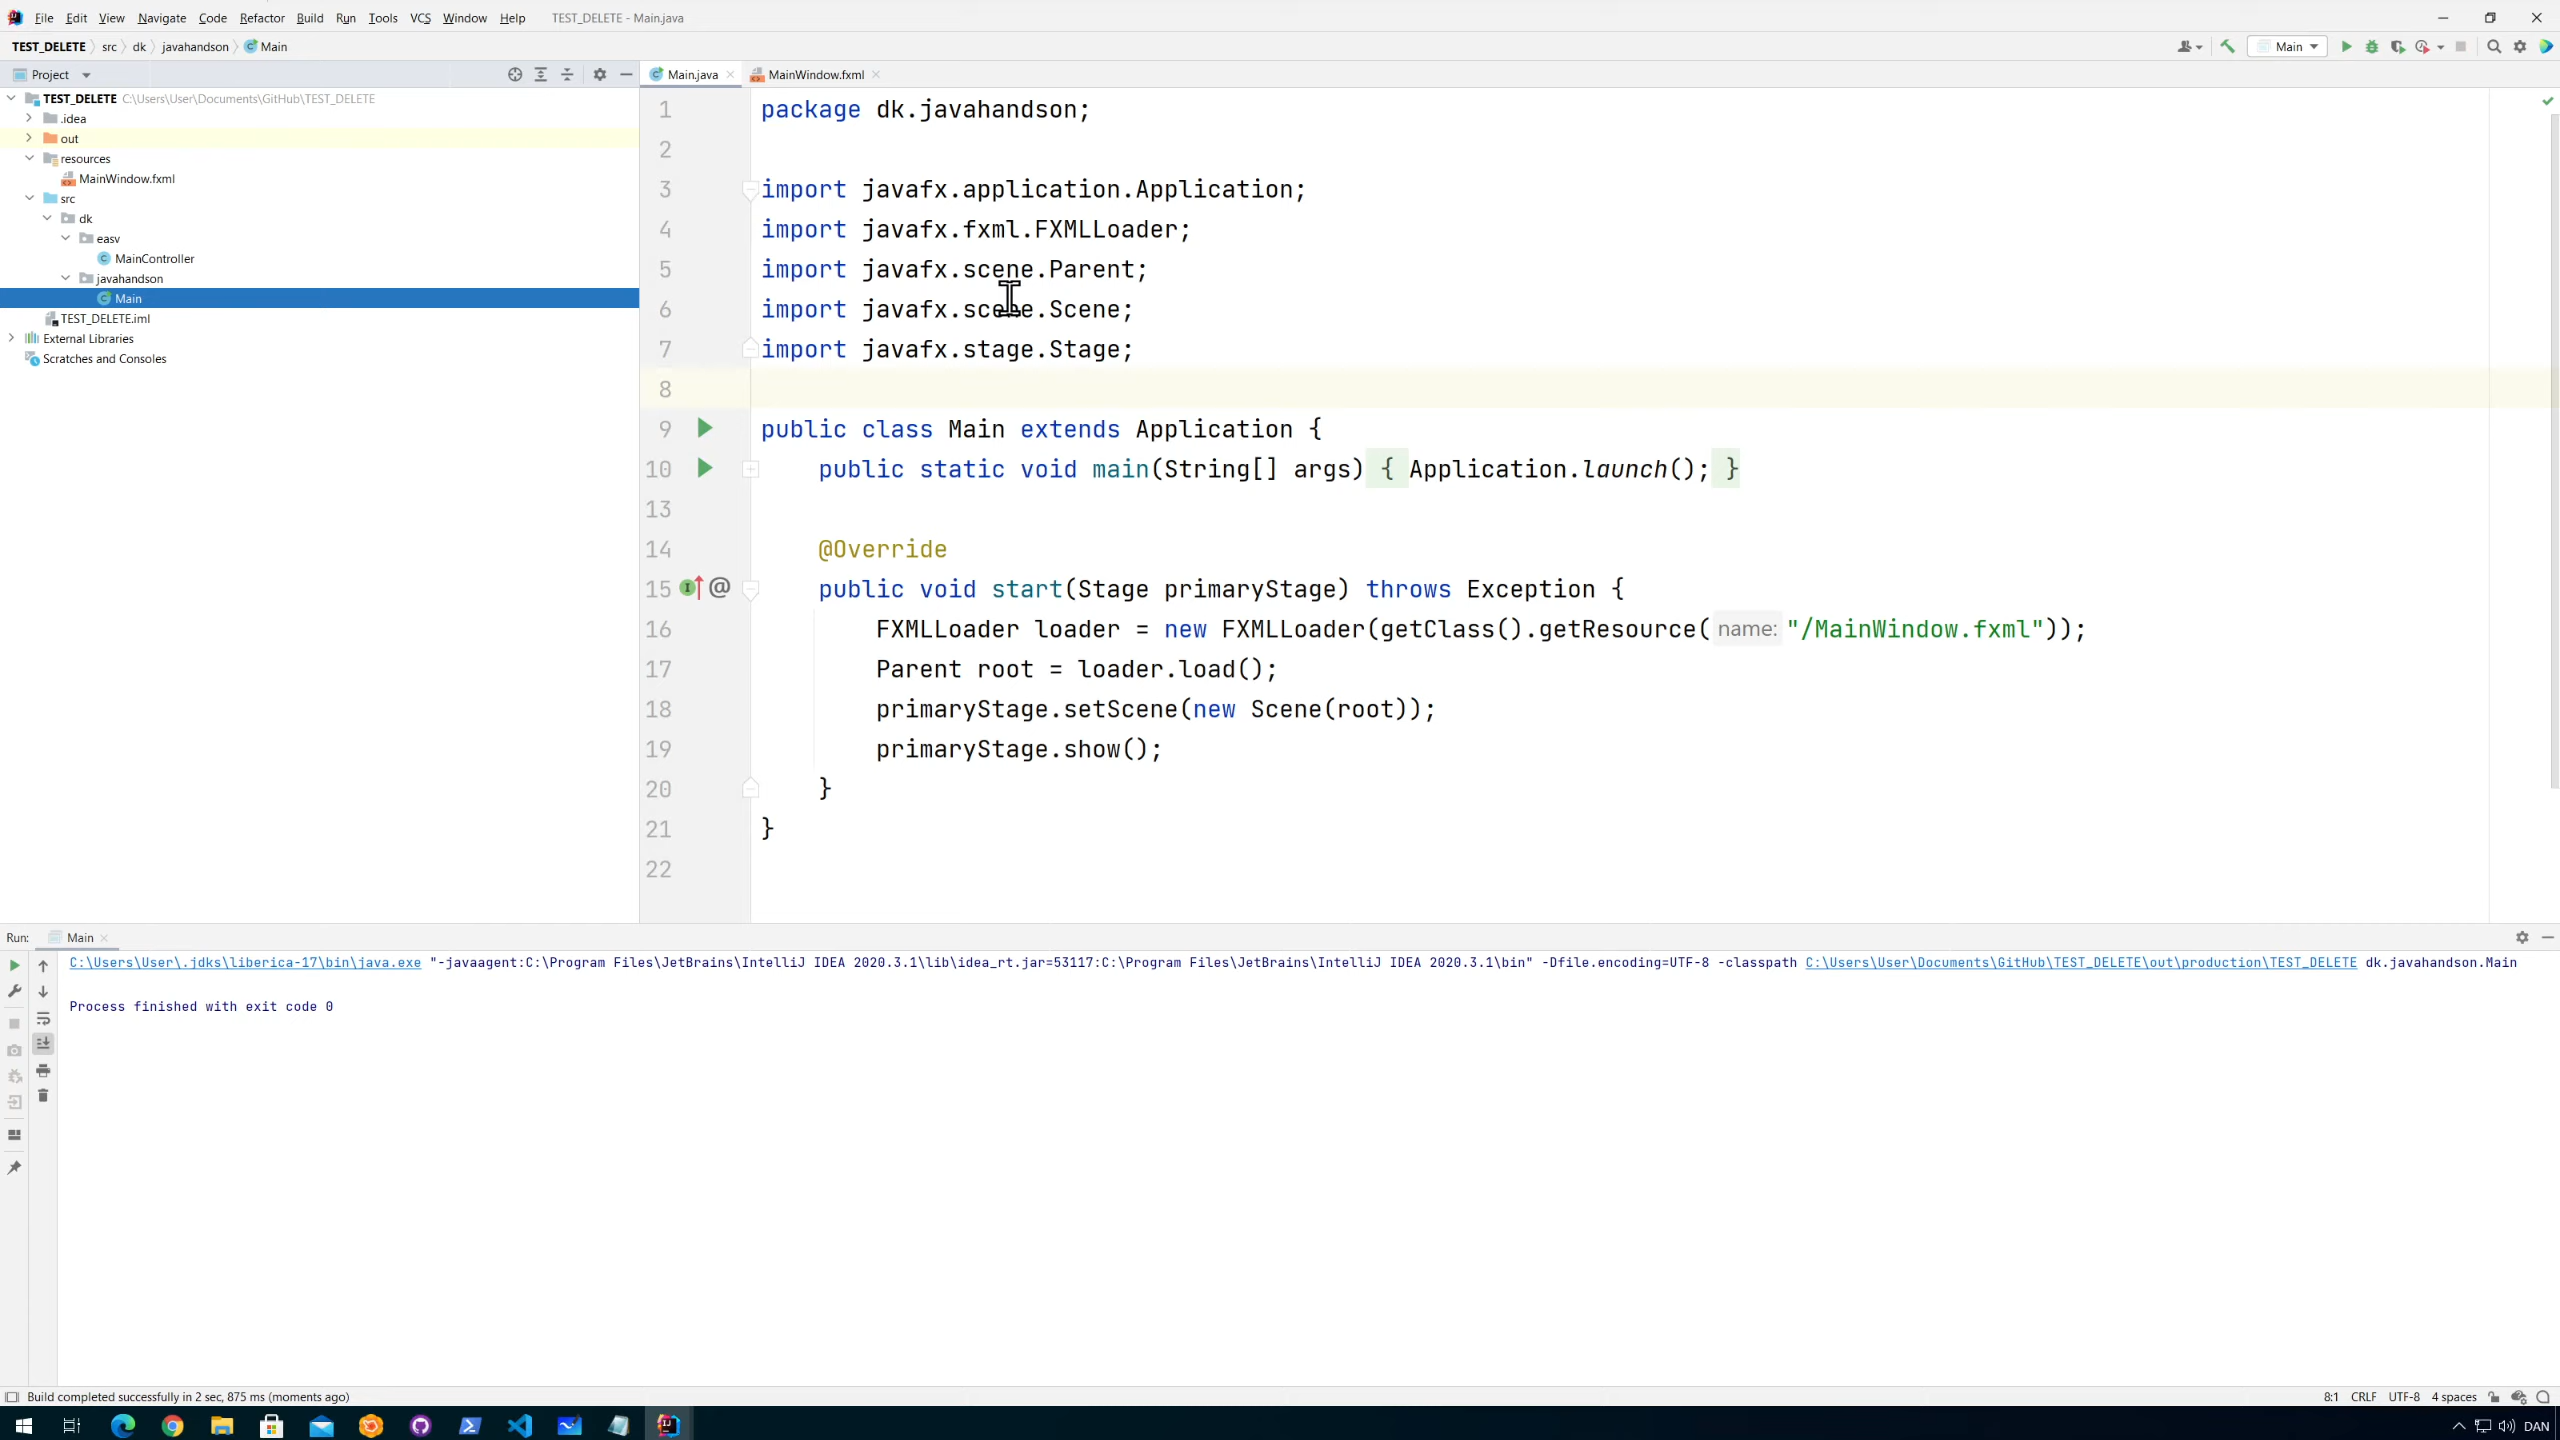 File Edit View Navigate Code Refactor Build Run Tools VCS Window Help TEST_DELETE - Main.java
TEST_DELETE src dk javahandson Main
Main
Project
Main.java MainWindow.fxml
TEST_DELETE C:\Users\User\Documents\GitHub\TEST_DELETE
.idea
out
resources
MainWindow.fxml
src
dk
easv
MainController
javahandson
Main
TEST_DELETE.iml
External Libraries
Scratches and Consoles
1 package dk.javahandson;
2
3 import javafx.application.Application;
4 import javafx.fxml.FXMLLoader;
5 import javafx.scene.Parent;
6 import javafx.scene.Scene;
7 import javafx.stage.Stage;
8
9 public class Main extends Application {
10 public static void main(String[] args) { Application.launch(); }
13
14 @Override
15 @ public void start(Stage primaryStage) throws Exception {
16 FXMLLoader loader = new FXMLLoader(getClass().getResource( name: "/MainWindow.fxml"));
17 Parent root = loader.load();
18 primaryStage.setScene(new Scene(root));
19 primaryStage.show();
20 }
21 }
22
Run: Main
C:\Users\User\.jdks\liberica-17\bin\java.exe "-javaagent:C:\Program Files\JetBrains\IntelliJ IDEA 2020.3.1\lib\idea_rt.jar=53117:C:\Program Files\JetBrains\IntelliJ IDEA 2020.3.1\bin" -Dfile.encoding=UTF-8 -classpath C:\Users\User\Documents\GitHub\TEST_DELETE\out\production\TEST_DELETE dk.javahandson.Main
Process finished with exit code 0
Build completed successfully in 2 sec, 875 ms (moments ago)
8:1 CRLF UTF-8 4 spaces
DAN